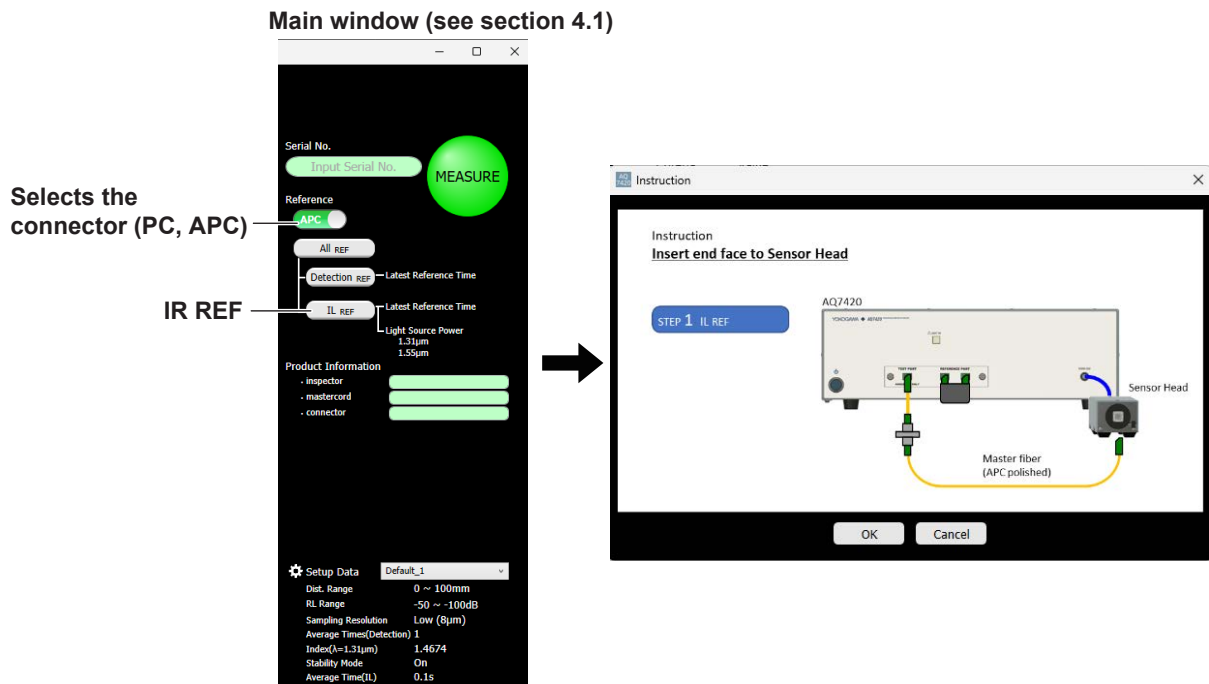 Main window (see section 4.1)
Serial No.
Input Serial No.
MEASURE
Selects the
connector (PC, APC)
Reference
APC
All REF
Detection REF
Latest Reference Time
IR REF
IL REF
Latest Reference Time
Light Source Power
1.31µm
1.55µm
Product Information
• inspector
• mastercord
• connector
Setup Data
Default_1
Dist. Range 0 ~ 100mm
RL Range -50 ~ -100dB
Sampling Resolution Low (8µm)
Average Times(Detection) 1
Index(λ=1.31µm) 1.4674
Stability Mode On
Average Time(IL) 0.1s
AQ
7420
Instruction
Instruction
Insert end face to Sensor Head
STEP 1 IL REF
AQ7420
YOKOGAWA
TEST PORT
Sensor Head
Master fiber
(APC polished)
OK
Cancel